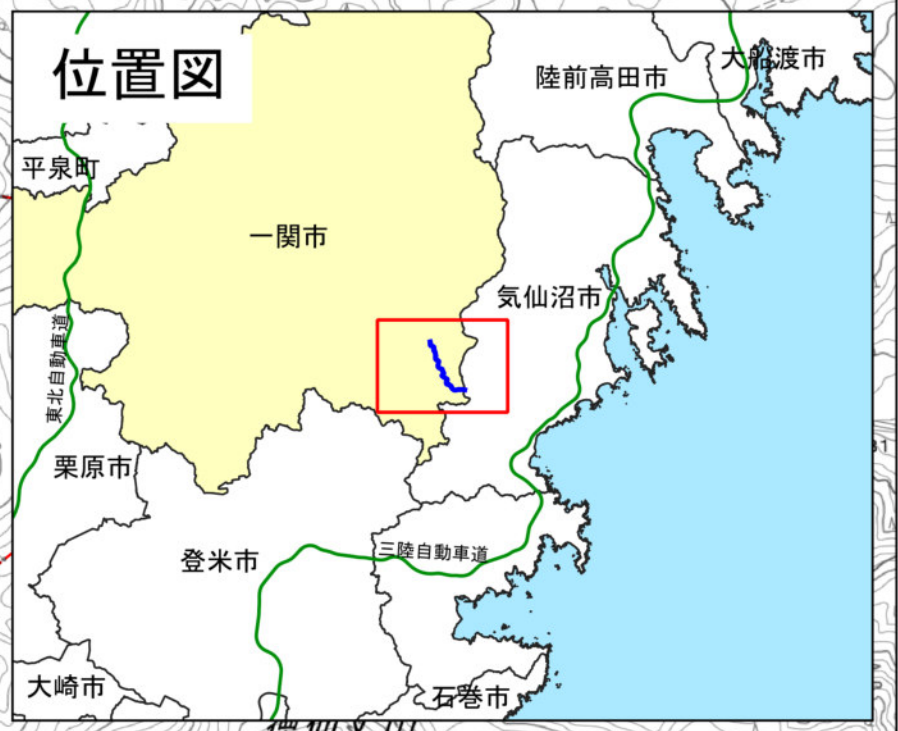 位置図
大船渡市
陸前高田市
平泉町
一関市
気仙沼市
東北自動車道
栗原市
三陸自動車道
登米市
大崎市
石巻市